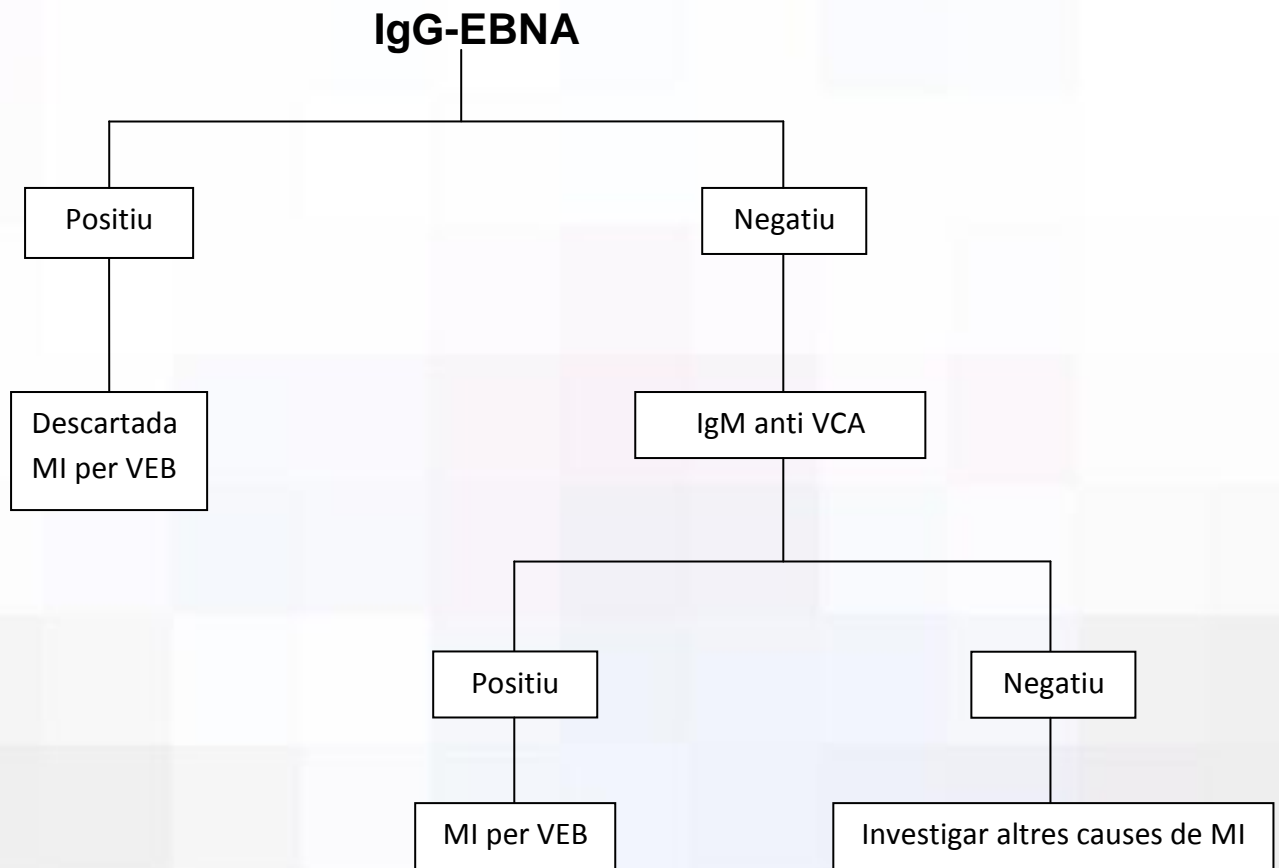 IgG-EBNA
Positiu
Negatiu
Descartada
MI per VEB
IgM anti VCA
Positiu
Negatiu
MI per VEB
Investigar altres causes de MI